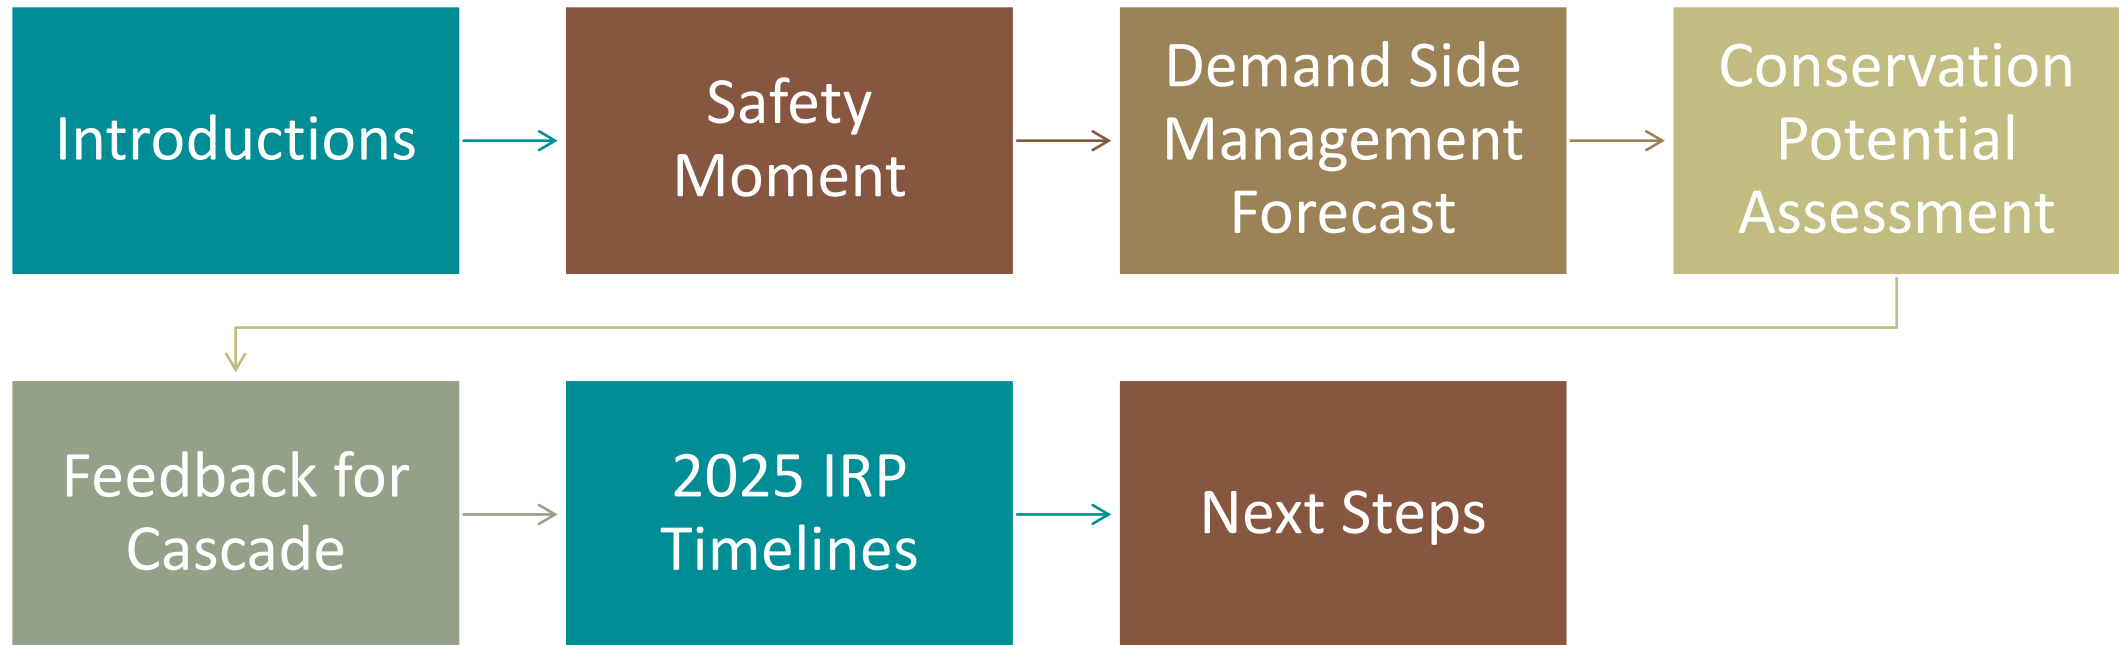 Introductions
Safety
Moment
Demand Side
Management
Forecast
Conservation
Potential
Assessment
Feedback for
Cascade
2025 IRP
Timelines
Next Steps